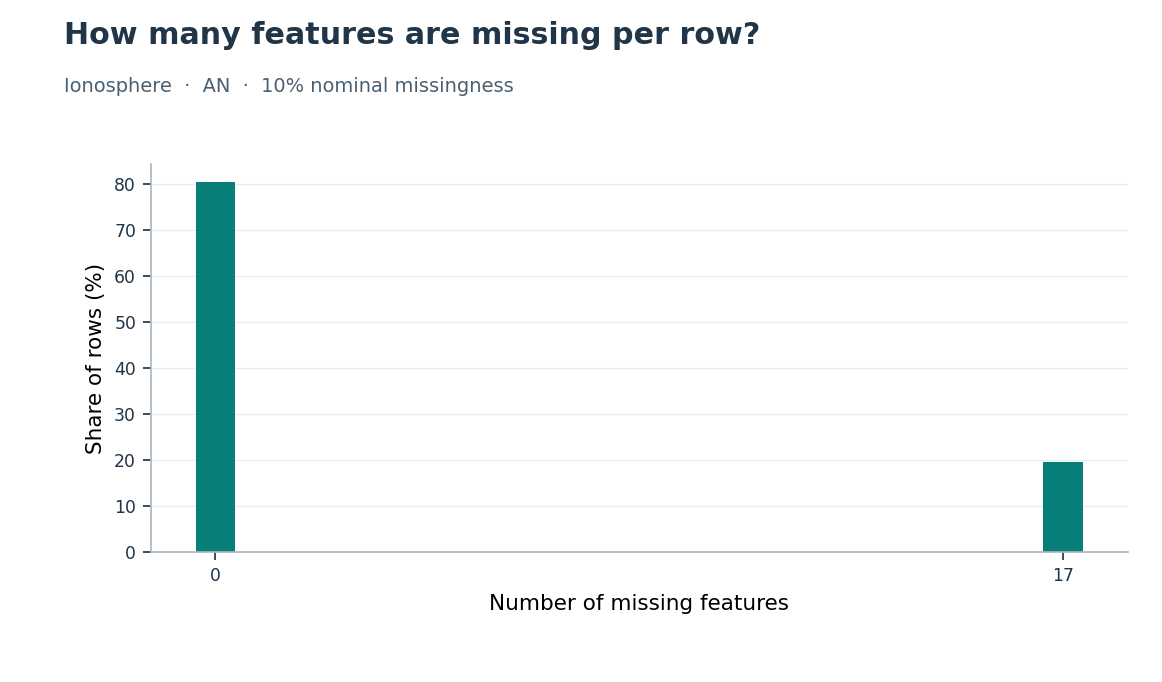 How many features are missing per row?
Ionosphere · AN · 10% nominal missingness
Share of rows (%)
80
70
60
50
40
30
20
10
0
0 17
Number of missing features